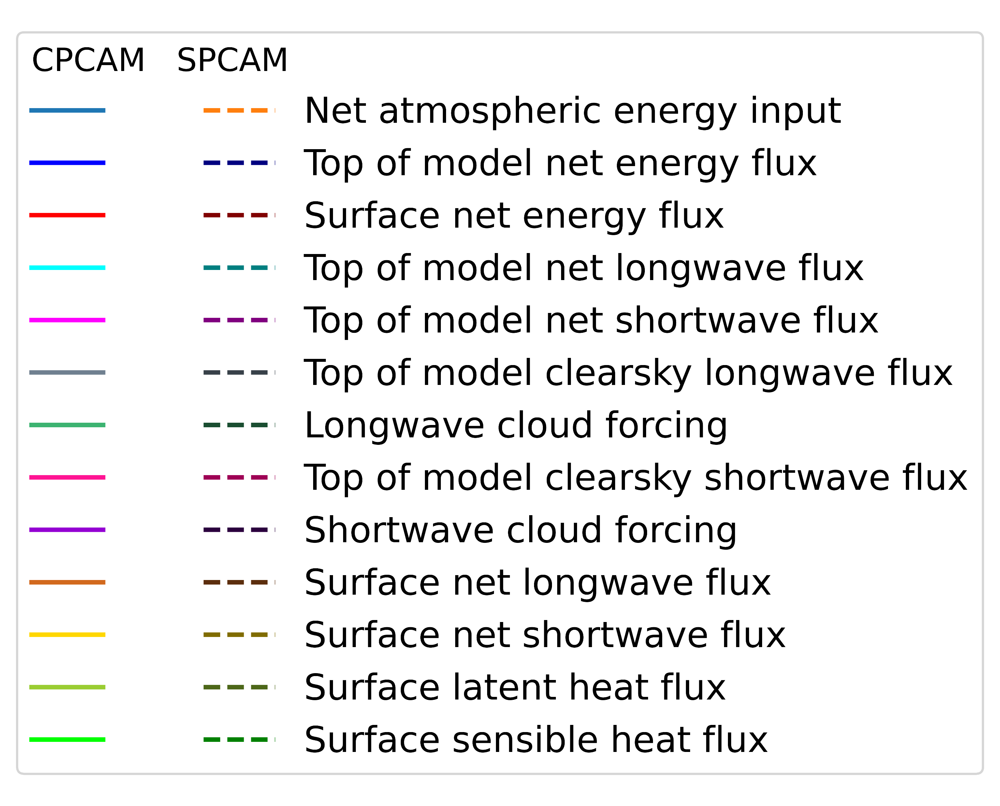 CPCAM SPCAM
Net atmospheric energy input
Top of model net energy flux
Surface net energy flux
Top of model net longwave flux
Top of model net shortwave flux
Top of model clearsky longwave flux
Longwave cloud forcing
Top of model clearsky shortwave flux
Shortwave cloud forcing
Surface net longwave flux
Surface net shortwave flux
Surface latent heat flux
Surface sensible heat flux